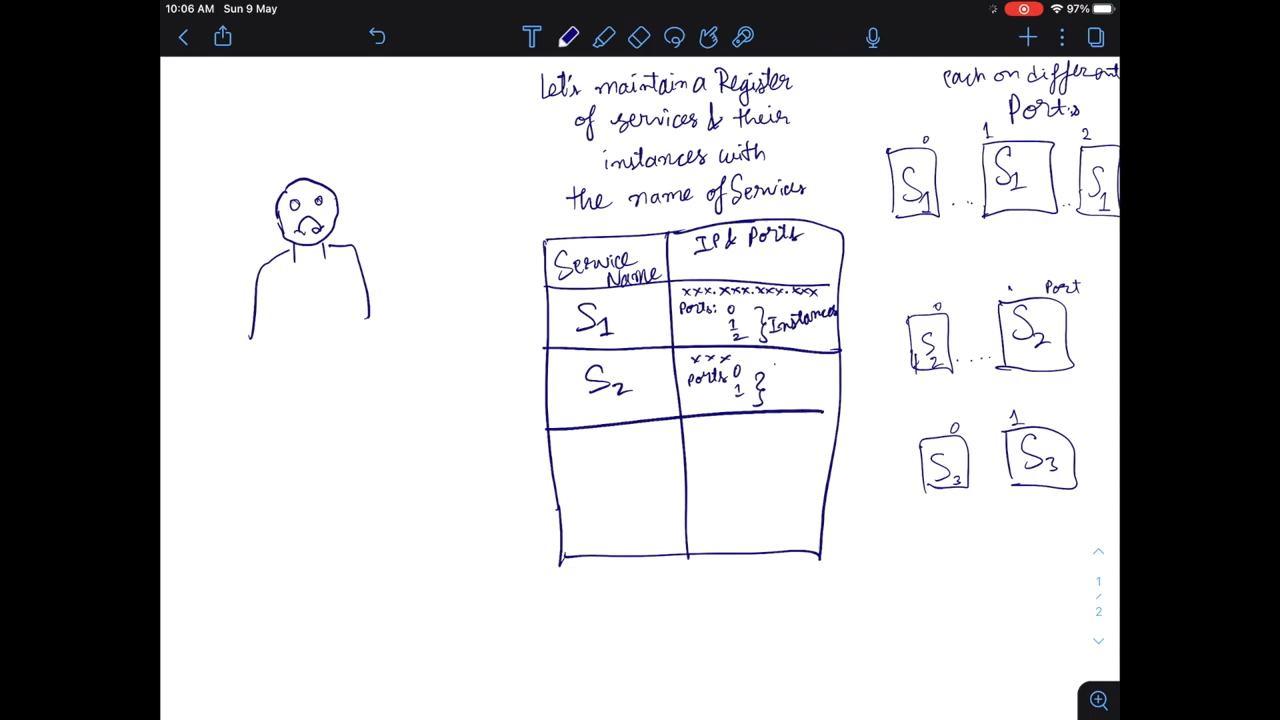 10:06 AM Sun 9 May
97%
T
Let's maintain a Register
of services & their
instances with
the name of Services
Service
Name
IP & Ports
S1
xxx.xxx.xxx.xxx
Ports: 0
1
2
} Instances
S2
xxx
Ports 0
1
}
each on different
Ports
0
1
2
S1
...
S1
..
S1
0
Port
S2
....
S2
0
1
S3
S3
1
/
2